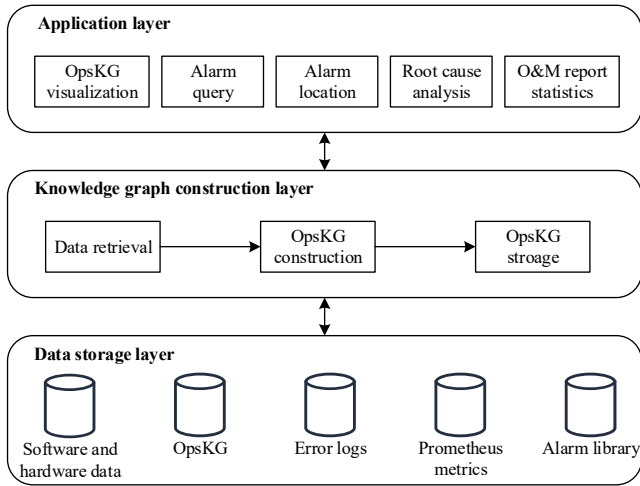 Application layer
OpsKG
visualization
Alarm
query
Alarm
location
Root cause
analysis
O&M report
statistics
Knowledge graph construction layer
Data retrieval
OpsKG
construction
OpsKG
stroage
Data storage layer
Software and
hardware data
OpsKG
Error logs
Prometheus
metrics
Alarm library